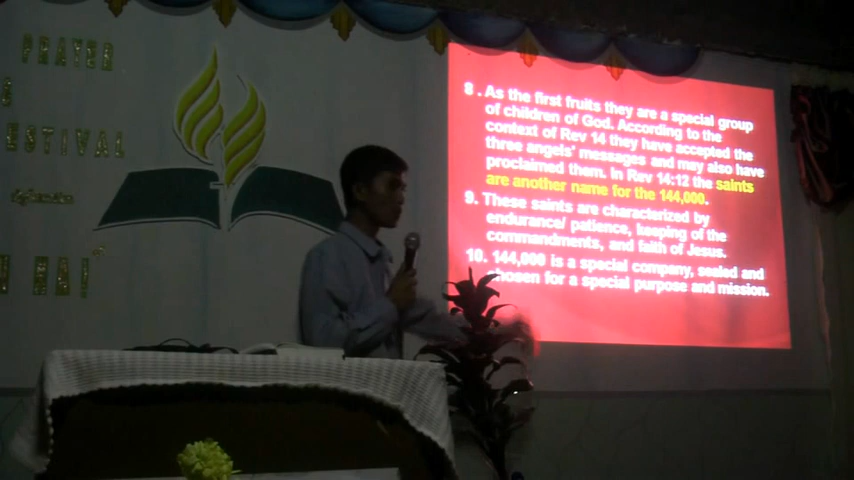 PRAYER
&
ESTIVAL
8 . As the first fruits they are a special group
of children of God. According to the
context of Rev 14 they have accepted the
three angels' messages and may also have
proclaimed them. In Rev 14:12 the saints
are another name for the 144,000.
9. These saints are characterized by
endurance/ patience, keeping of the
commandments, and faith of Jesus.
10. 144,000 is a special company, sealed and
hosen for a special purpose and mission.